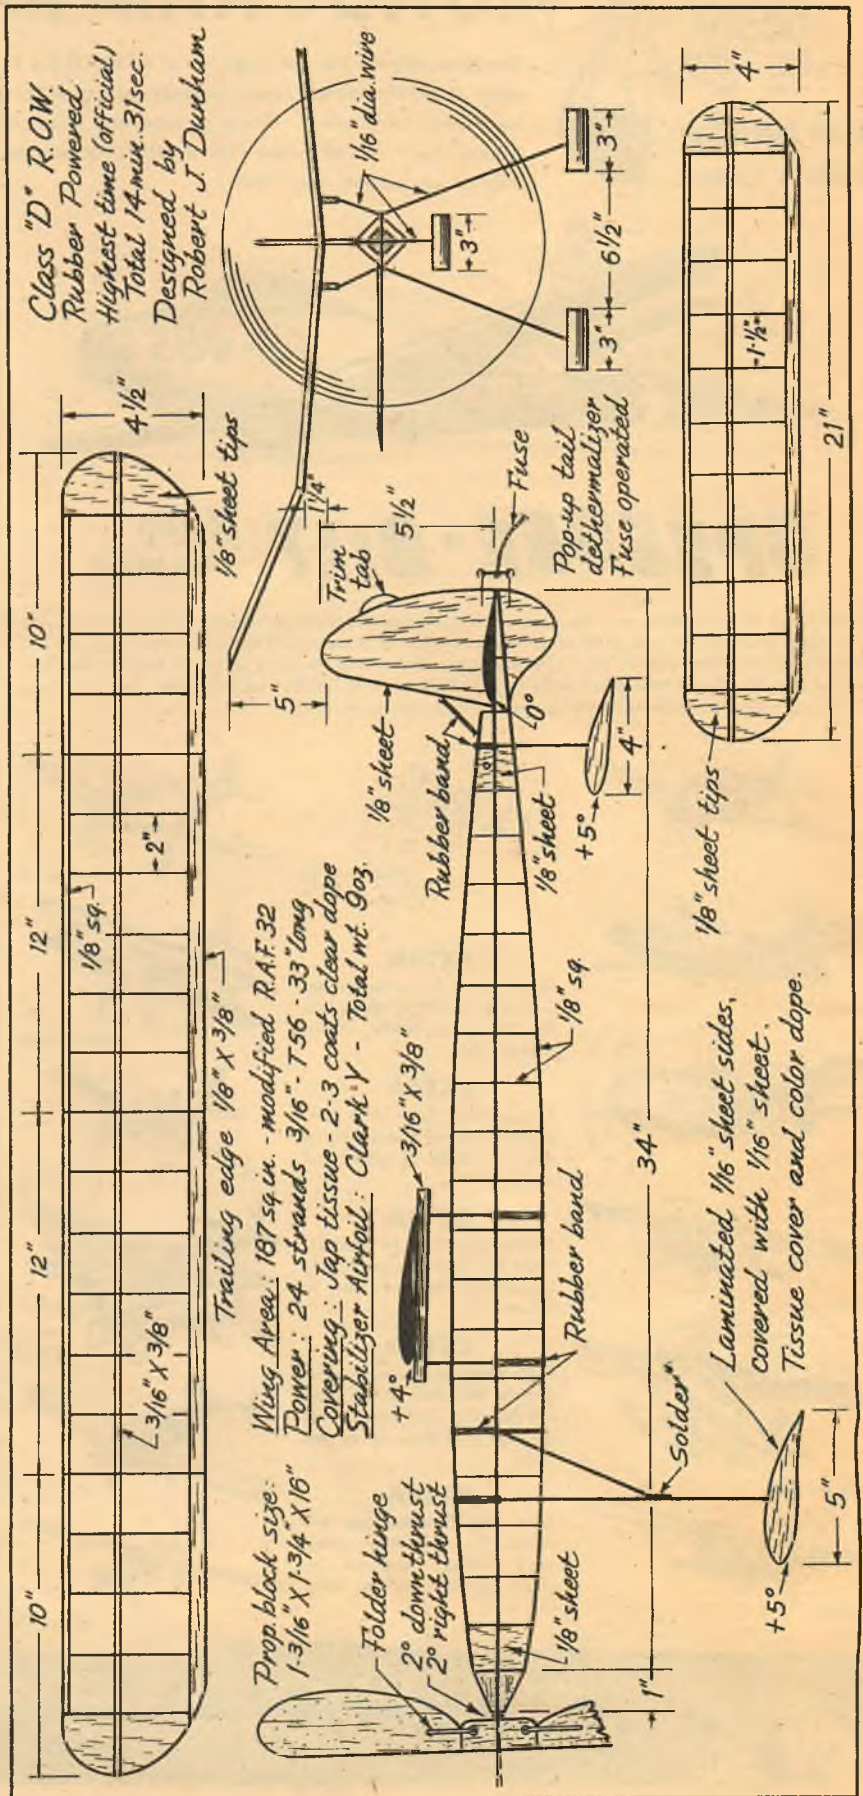 Class "D" R.O.W.
Rubber Powered
Highest time (official)
Total 14 min. 31 sec.
Designed by
Robert J. Dunham
10"
12"
12"
10"
4 1/2"
1/8" sheet tips
1/8" sq.
2"
3/16" X 3/8"
Trailing edge 1/8" X 3/8"
1/16" dia. wire
3"
3"
6 1/2"
3"
5"
1 1/4"
5 1/2"
Prop. block size:
1-3/16" X 1-3/4" X 16"
Wing Area: 187 sq in. - modified R.A.F. 32
Power: 24 strands 3/16" - T56 - 33" long
Covering: Jap tissue - 2-3 coats clear dope
Stabilizer Airfoil: Clark "Y" - Total wt. 9oz.
Folder hinge
2° downthrust
2° right thrust
+4°
3/16" X 3/8"
Rubber band
1/8" sheet
Trim
tab
Fuse
Pop-up tail
dethermalizer
Fuse operated
0°
1/8" sheet
1/8" sq.
Rubber band
1/8" sheet
Solder
+5°
4"
1"
34"
+5°
5"
Laminated 1/16" sheet sides,
covered with 1/16" sheet.
Tissue cover and color dope.
1/8" sheet tips
4"
1-1/2"
21"